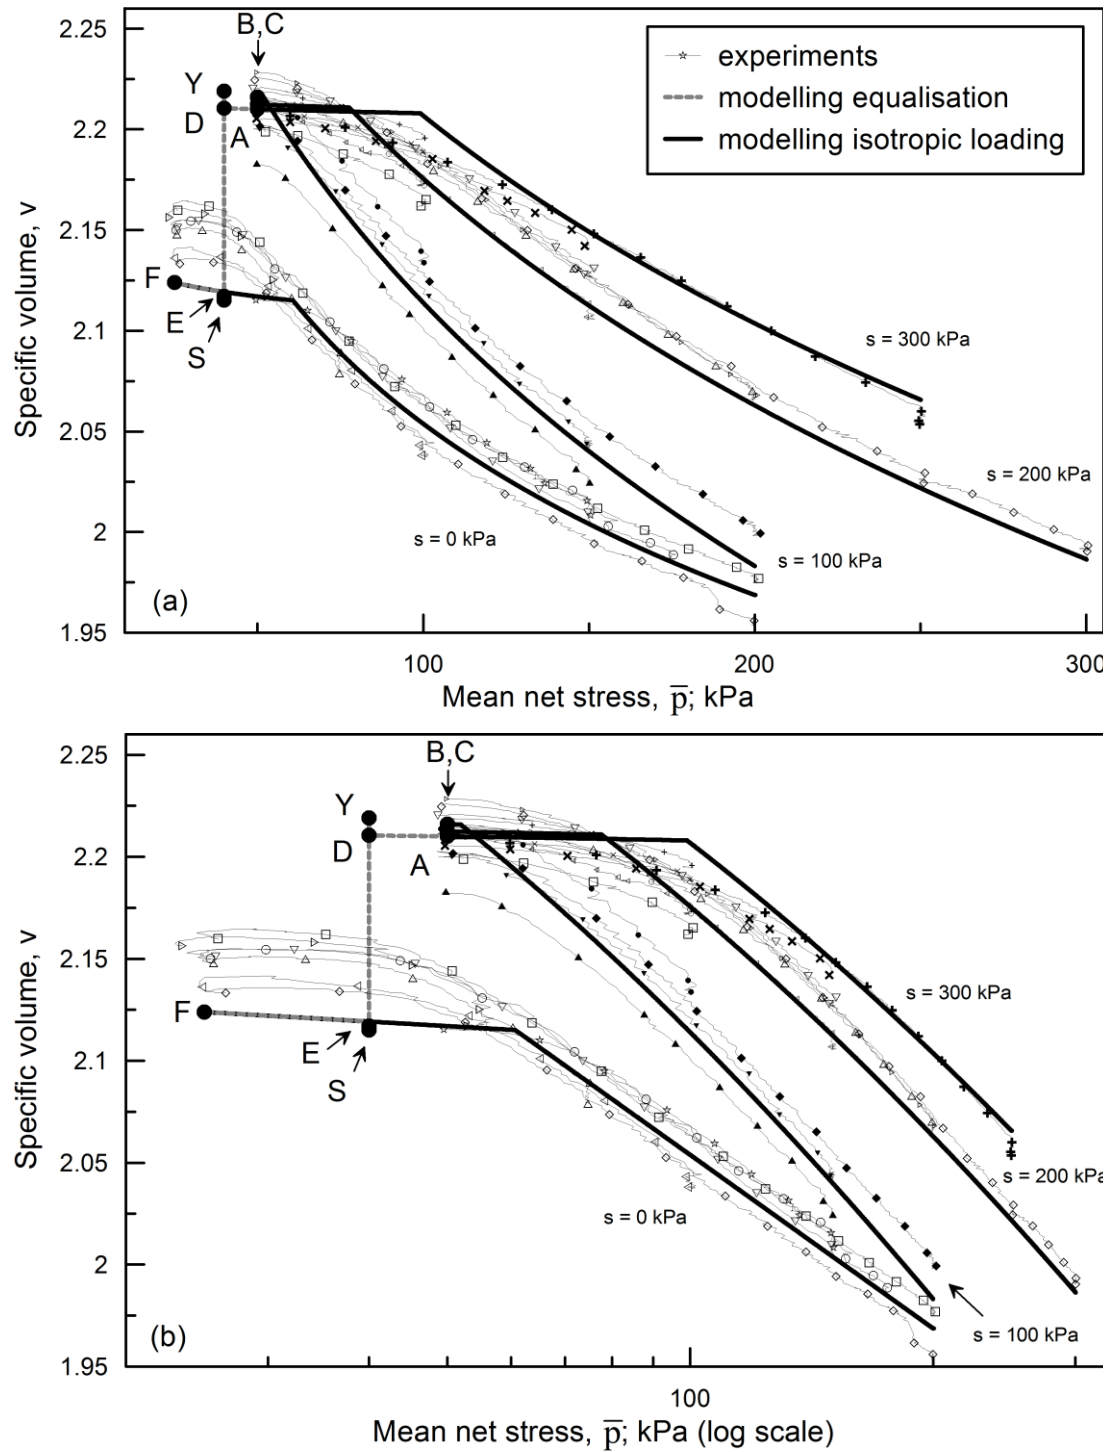 2.25
2.2
2.15
2.1
2.05
2
1.95
Specific volume, v
B,C
Y
D
A
F
E
S
experiments
modelling equalisation
modelling isotropic loading
s = 300 kPa
s = 200 kPa
s = 100 kPa
s = 0 kPa
(a)
100
200
300
Mean net stress, p̅; kPa
2.25
2.2
2.15
2.1
2.05
2
1.95
Specific volume, v
B,C
Y
D
A
F
E
S
s = 300 kPa
s = 200 kPa
s = 0 kPa
s = 100 kPa
(b)
100
Mean net stress, p̅; kPa (log scale)